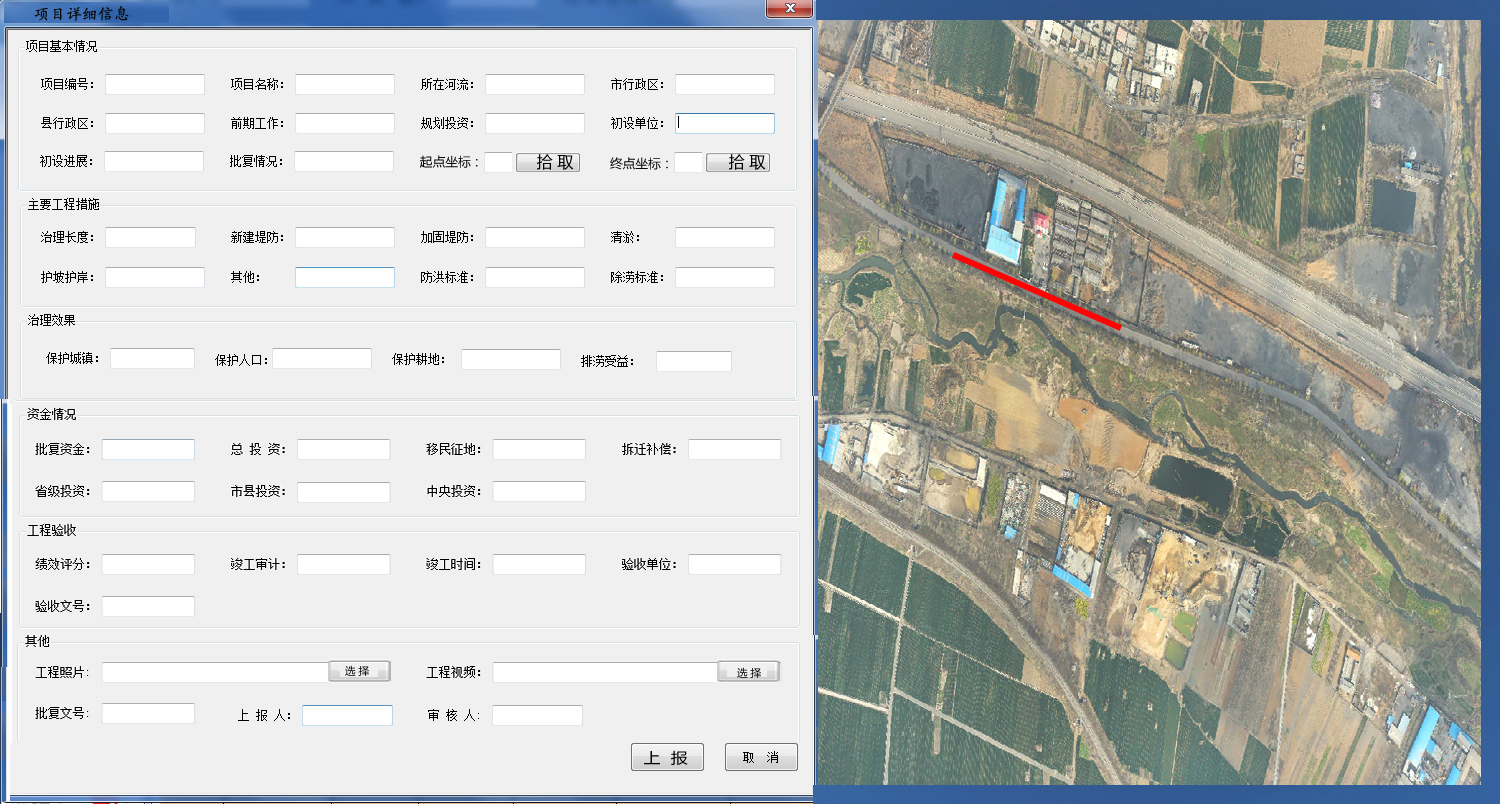 项目详细信息
项目基本情况
项目编号： 项目名称： 所在河流： 市行政区：
县行政区： 前期工作： 规划投资： 初设单位：
初设进展： 批复情况： 起点坐标： 拾取 终点坐标： 拾取
主要工程措施
治理长度： 新建堤防： 加固堤防： 清淤：
护坡护岸： 其他： 防洪标准： 除涝标准：
治理效果
保护城镇： 保护人口： 保护耕地： 排涝受益：
资金情况
批复资金： 总 投 资： 移民征地： 拆迁补偿：
省级投资： 市县投资： 中央投资：
工程验收
绩效评分： 竣工审计： 竣工时间： 验收单位：
验收文号：
其他
工程照片： 选择 工程视频： 选择
批复文号： 上 报 人： 审 核 人：
上 报 取 消